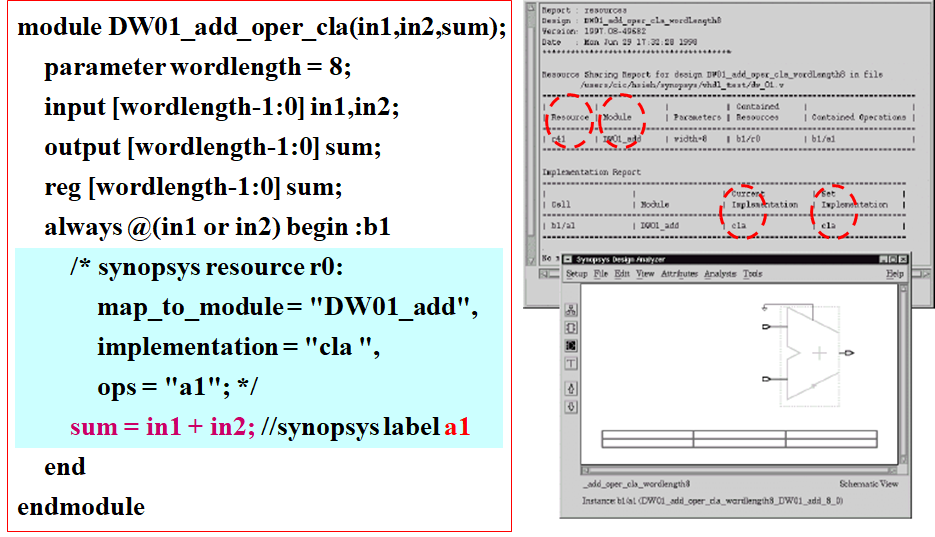 module DW01_add_oper_cla(in1,in2,sum);
parameter wordlength = 8;
input [wordlength-1:0] in1,in2;
output [wordlength-1:0] sum;
reg [wordlength-1:0] sum;
always @(in1 or in2) begin :b1
/* synopsys resource r0:
map_to_module = "DW01_add",
implementation = "cla ",
ops = "a1"; */
sum = in1 + in2; //synopsys label a1
end
endmodule
Report : resources
Design : DW01_add_oper_cla_wordlength8
Version: 1997.08-49682
Date : Mon Jun 29 17:32:28 1998
Resource Sharing Report for design DW01_add_oper_cla_wordlength8 in file
/users/cic/hsieh/synopsys/vhdl_test/dw_01.v
| | | | Contained | |
| Resource | Module | Parameters | Resources | Contained Operations |
| | DW01_add | width=8 | b1/r0 | b1/a1 |
Implementation Report
| | | Current | Set |
| Cell | Module | Implementation | Implementation |
| b1/a1 | DW01_add | cla | cla |
Synopsys Design Analyzer
Setup File Edit View Attributes Analysis Tools Help
_add_oper_cla_wordlength8 Schematic View
Instance: b1/a1 (DW01_add_oper_cla_wordlength8_DW01_add_8_0)